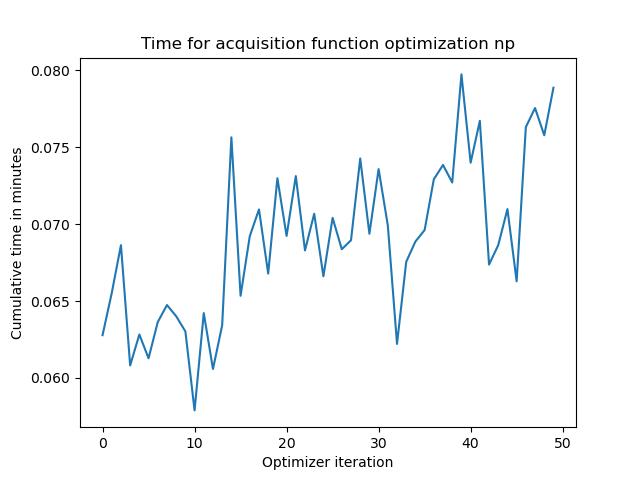 Time for acquisition function optimization np
Cumulative time in minutes
0.080
0.075
0.070
0.065
0.060
0 10 20 30 40 50
Optimizer iteration